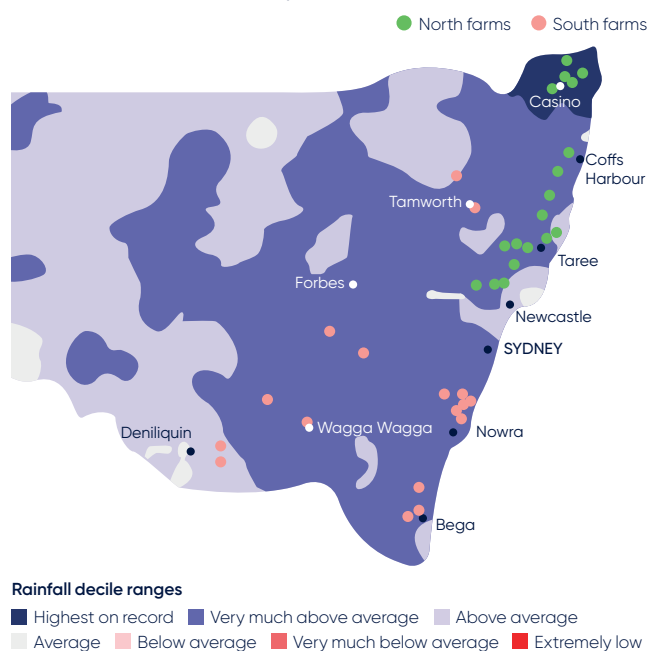 North farms South farms
Casino
Coffs
Harbour
Tamworth
Taree
Forbes
Newcastle
SYDNEY
Deniliquin
Wagga Wagga
Nowra
Bega
Rainfall decile ranges
Highest on record Very much above average Above average
Average Below average Very much below average Extremely low